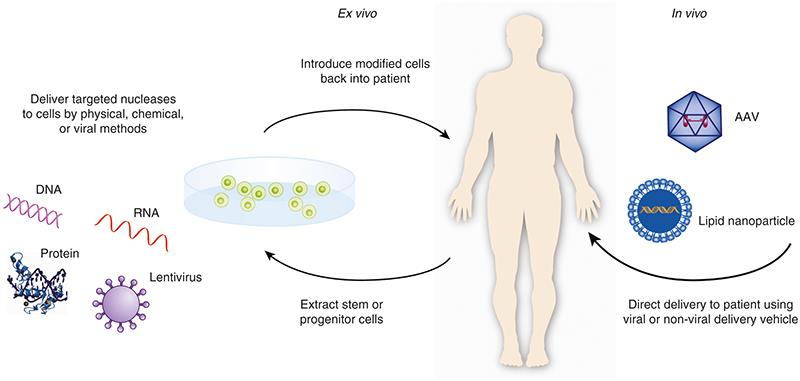 Ex vivo
In vivo
Introduce modified cells
back into patient
Deliver targeted nucleases
to cells by physical, chemical,
or viral methods
DNA
RNA
Protein
Lentivirus
Extract stem or
progenitor cells
AAV
Lipid nanoparticle
Direct delivery to patient using
viral or non-viral delivery vehicle